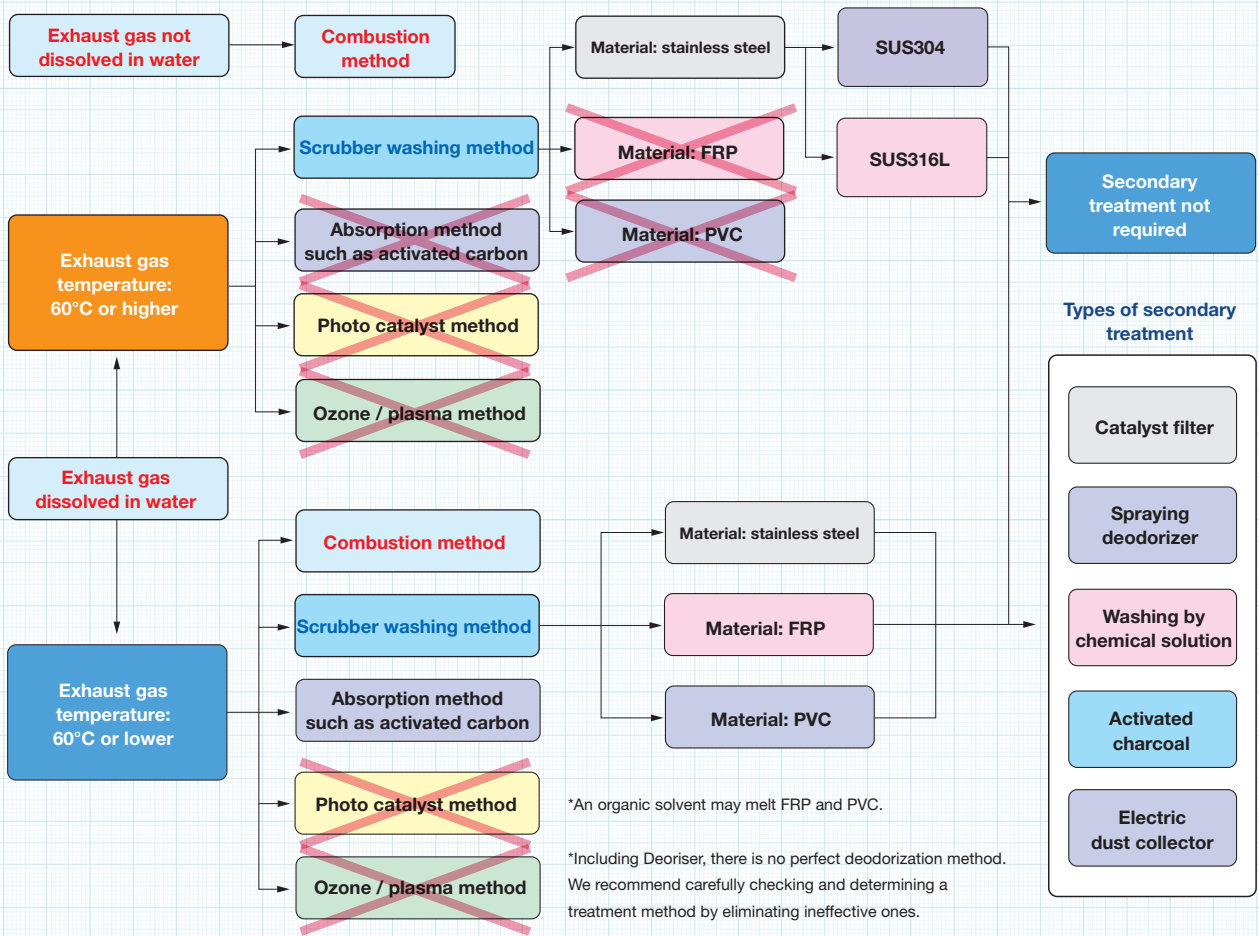 Exhaust gas not
dissolved in water
Combustion
method
Material: stainless steel
SUS304
Scrubber washing method
Material: FRP
SUS316L
Absorption method
such as activated carbon
Material: PVC
Secondary
treatment not
required
Exhaust gas
temperature:
60°C or higher
Photo catalyst method
Ozone / plasma method
Types of secondary
treatment
Catalyst filter
Spraying
deodorizer
Washing by
chemical solution
Activated
charcoal
Electric
dust collector
Exhaust gas
dissolved in water
Combustion method
Material: stainless steel
Scrubber washing method
Material: FRP
Exhaust gas
temperature:
60°C or lower
Absorption method
such as activated carbon
Material: PVC
Photo catalyst method
Ozone / plasma method
*An organic solvent may melt FRP and PVC.
*Including Deoriser, there is no perfect deodorization method.
We recommend carefully checking and determining a
treatment method by eliminating ineffective ones.